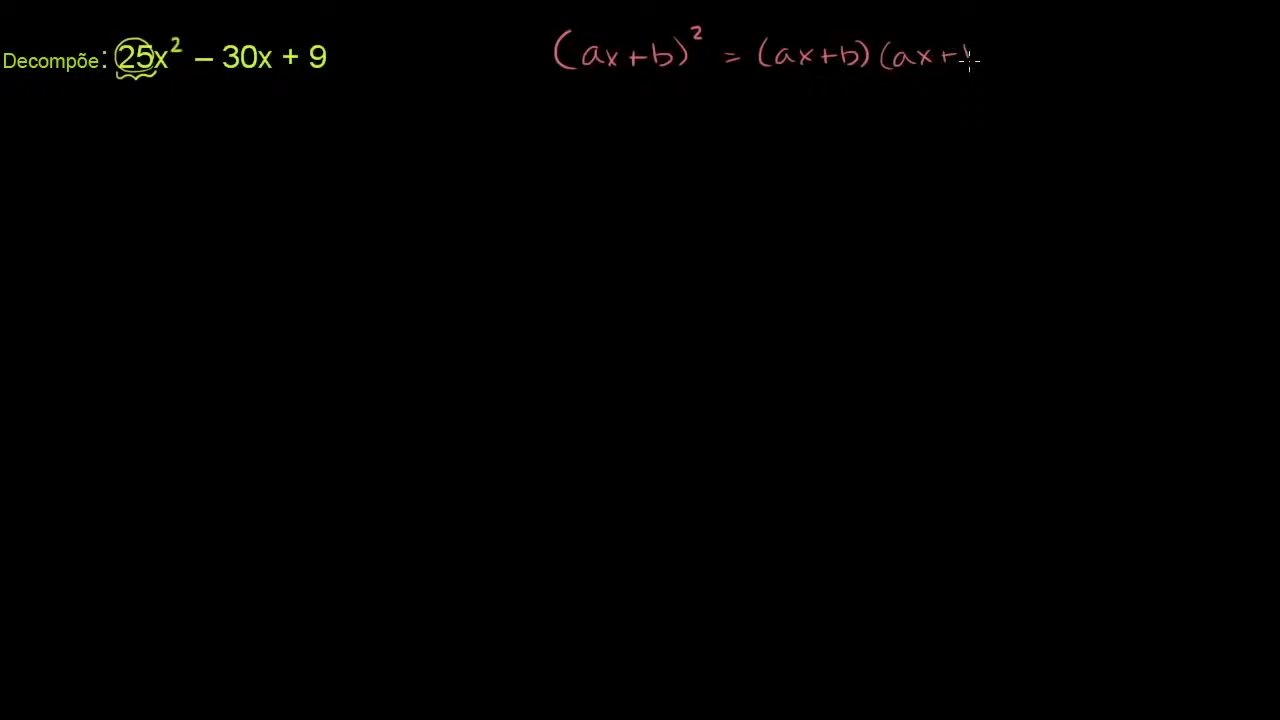 Decompõe: 25x² – 30x + 9
(ax+b)² = (ax+b)(ax+